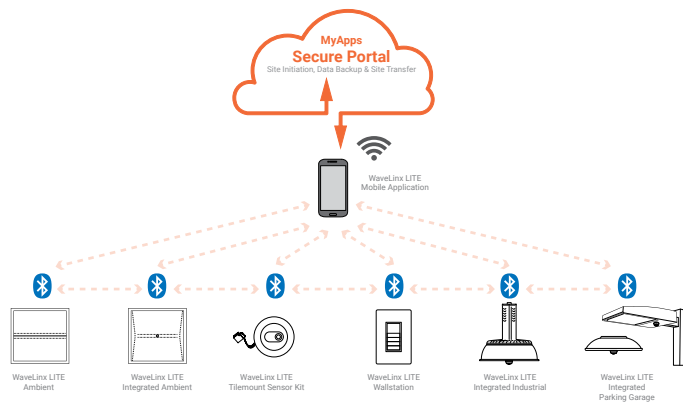 MyApps
Secure Portal
Site Initiation, Data Backup & Site Transfer
WaveLinx LITE
Mobile Application
WaveLinx LITE
Ambient
WaveLinx LITE
Integrated Ambient
WaveLinx LITE
Tilemount Sensor Kit
WaveLinx LITE
Wallstation
WaveLinx LITE
Integrated Industrial
WaveLinx LITE
Integrated
Parking Garage